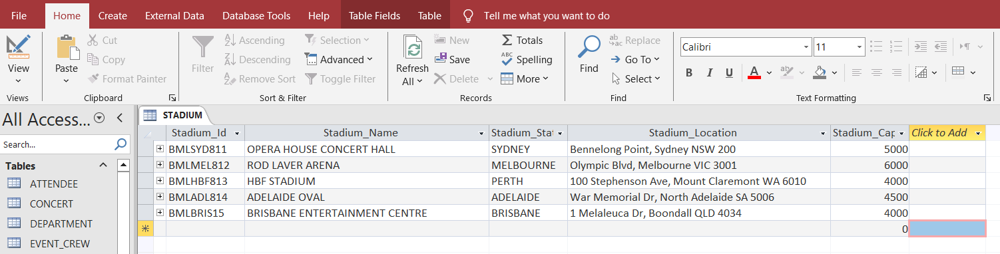 File Home Create External Data Database Tools Help Table Fields Table Tell me what you want to do
View Paste Cut Copy Format Painter
Filter Ascending Descending Remove Sort Selection Advanced Toggle Filter
Refresh All New Save Delete Totals Spelling More
Find Replace Go To Select
Calibri 11
B I U A ab
Views Clipboard Sort & Filter Records Find Text Formatting
All Access...
Search...
Tables
ATTENDEE
CONCERT
DEPARTMENT
EVENT_CREW
STADIUM
Stadium_Id Stadium_Name Stadium_Stat Stadium_Location Stadium_Cap Click to Add
BMLSYD811 OPERA HOUSE CONCERT HALL SYDNEY Bennelong Point, Sydney NSW 200 5000
BMLMEL812 ROD LAVER ARENA MELBOURNE Olympic Blvd, Melbourne VIC 3001 6000
BMLHBF813 HBF STADIUM PERTH 100 Stephenson Ave, Mount Claremont WA 6010 4000
BMLADL814 ADELAIDE OVAL ADELAIDE War Memorial Dr, North Adelaide SA 5006 4500
BMLBRIS15 BRISBANE ENTERTAINMENT CENTRE BRISBANE 1 Melaleuca Dr, Boondall QLD 4034 4000
0